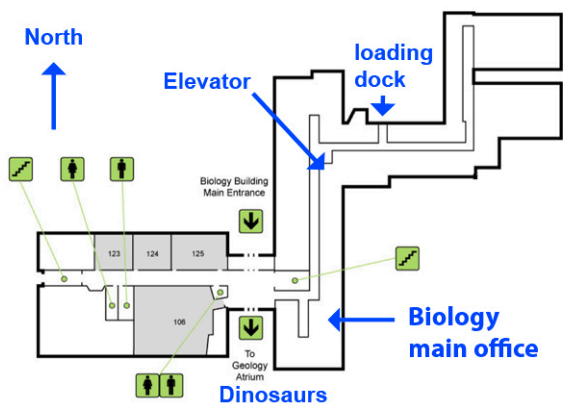 North
loading
dock
Elevator
Biology Building
Main Entrance
123
124
125
106
To
Geology
Atrium
Dinosaurs
Biology
main office